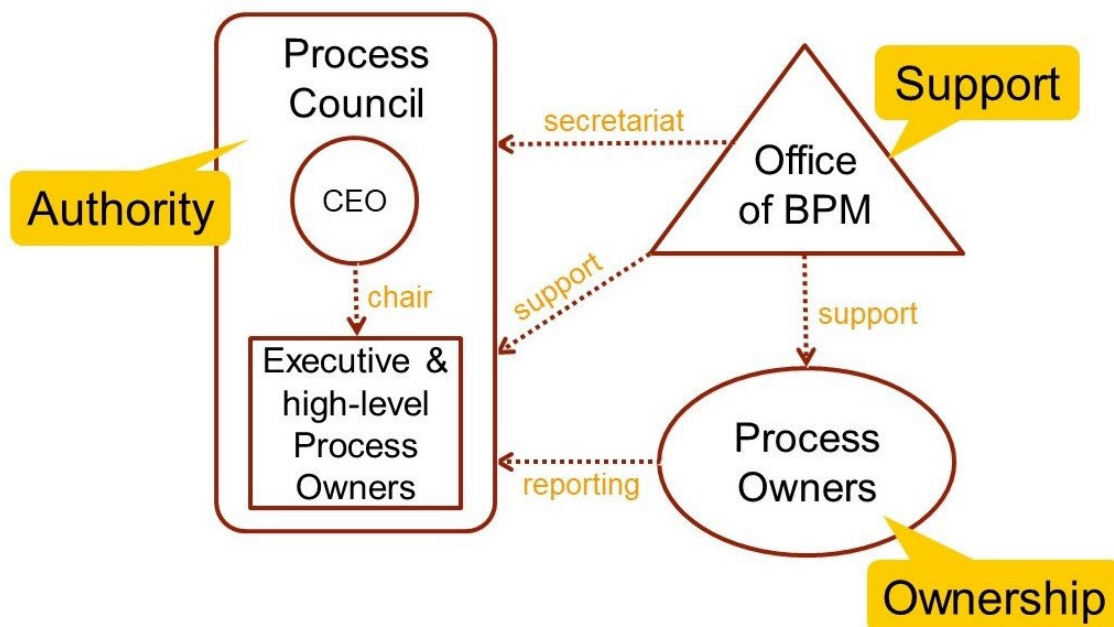 Process
Council
CEO
chair
Executive &
high-level
Process
Owners
Authority
secretariat
support
reporting
Office
of BPM
Support
support
Process
Owners
Ownership